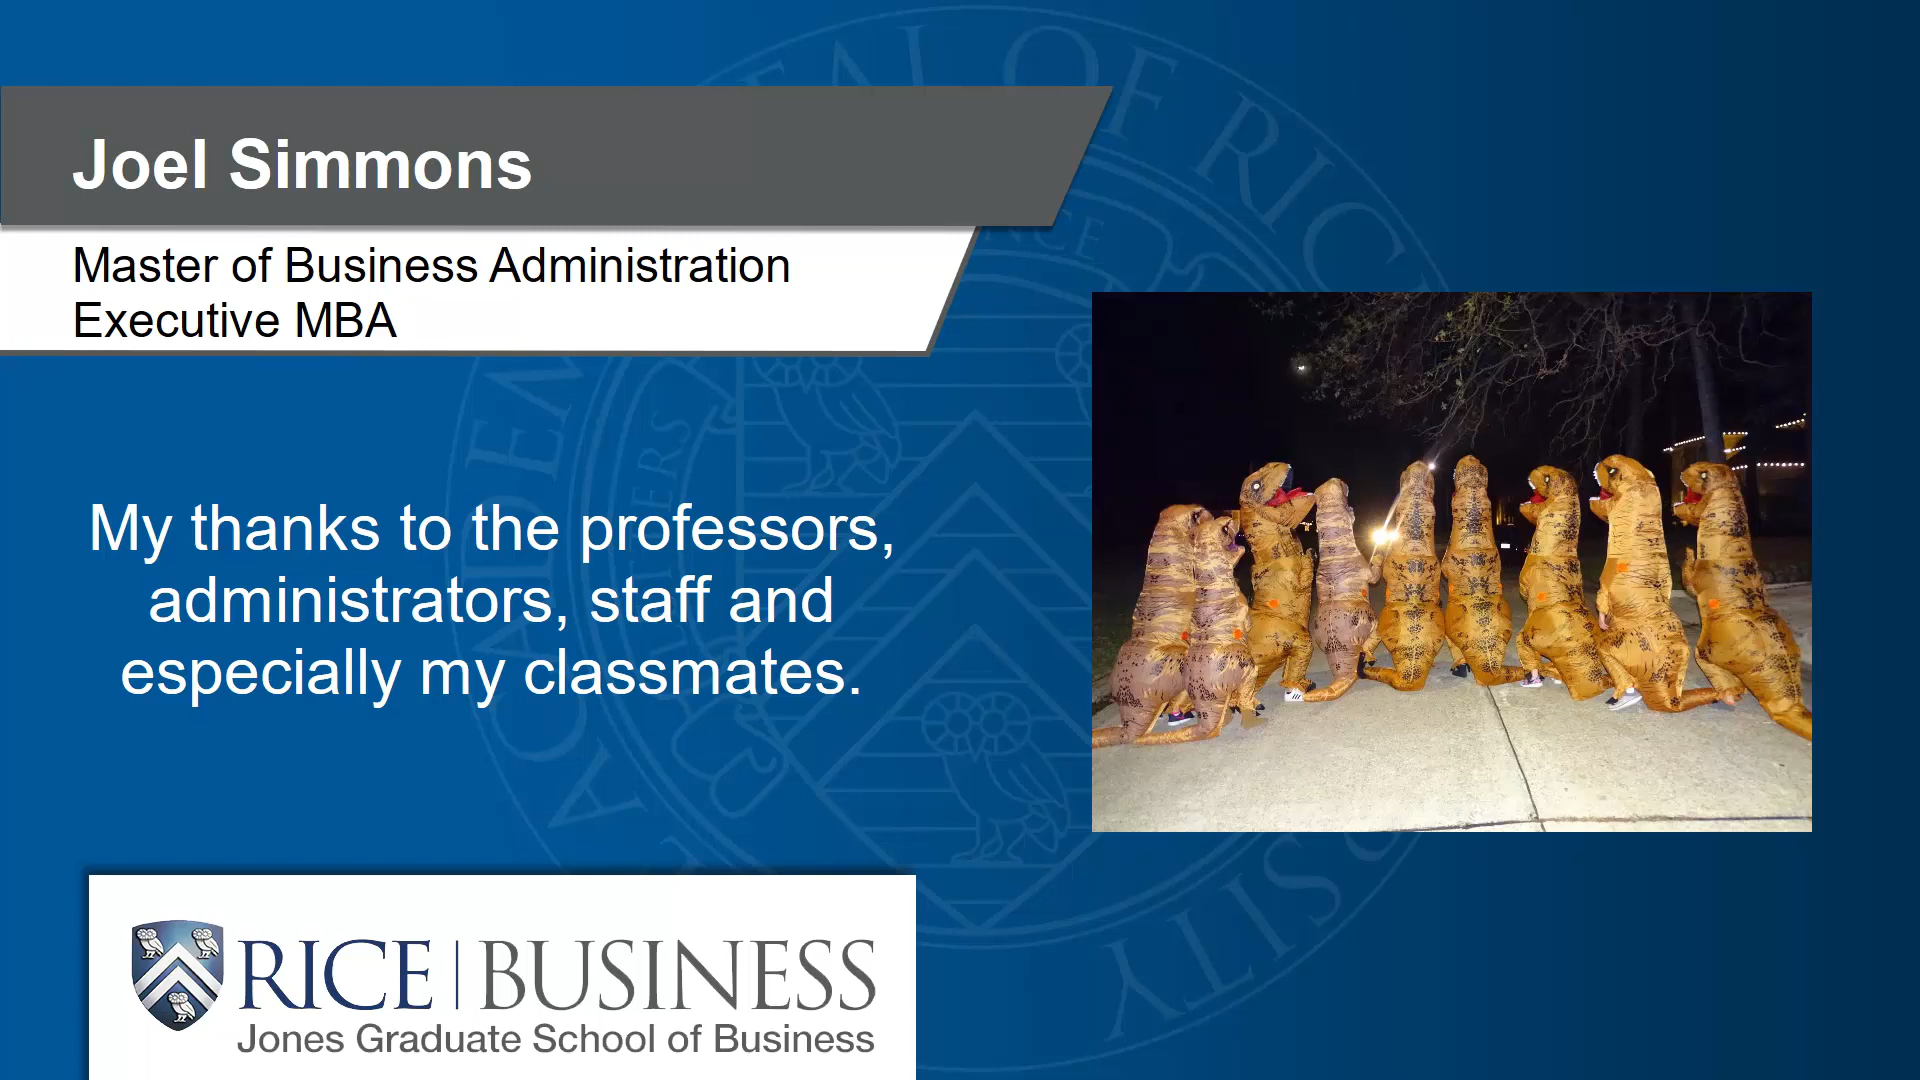 Joel Simmons
Master of Business Administration
Executive MBA
My thanks to the professors,
administrators, staff and
especially my classmates.
RICE | BUSINESS
Jones Graduate School of Business